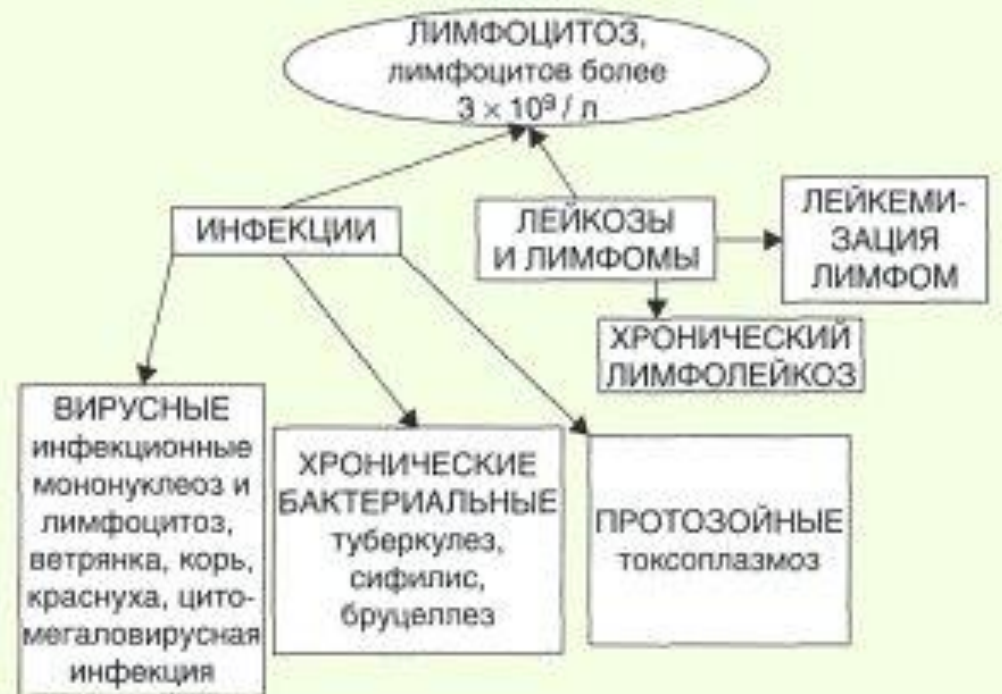 ЛИМФОЦИТОЗ,
лимфоцитов более
3 × 10⁹ / л
ИНФЕКЦИИ
ЛЕЙКОЗЫ
И ЛИМФОМЫ
ЛЕЙКЕМИ-
ЗАЦИЯ
ЛИМФОМ
ХРОНИЧЕСКИЙ
ЛИМФОЛЕЙКОЗ
ВИРУСНЫЕ
инфекционные
мононуклеоз и
лимфоцитоз,
ветрянка, корь,
краснуха, цито-
мегаловирусная
инфекция
ХРОНИЧЕСКИЕ
БАКТЕРИАЛЬНЫЕ
туберкулез,
сифилис,
бруцеллез
ПРОТОЗОЙНЫЕ
токсоплазмоз